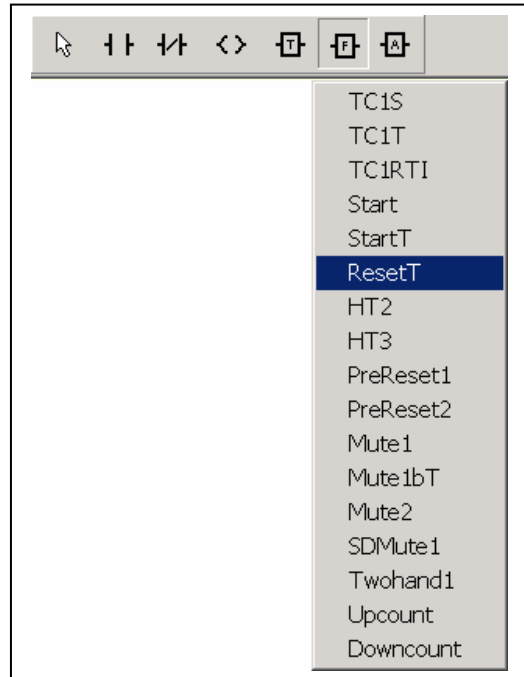 T F A
TC1S
TC1T
TC1RTI
Start
StartT
ResetT
HT2
HT3
PreReset1
PreReset2
Mute1
Mute1bT
Mute2
SDMute1
Twohand1
Upcount
Downcount